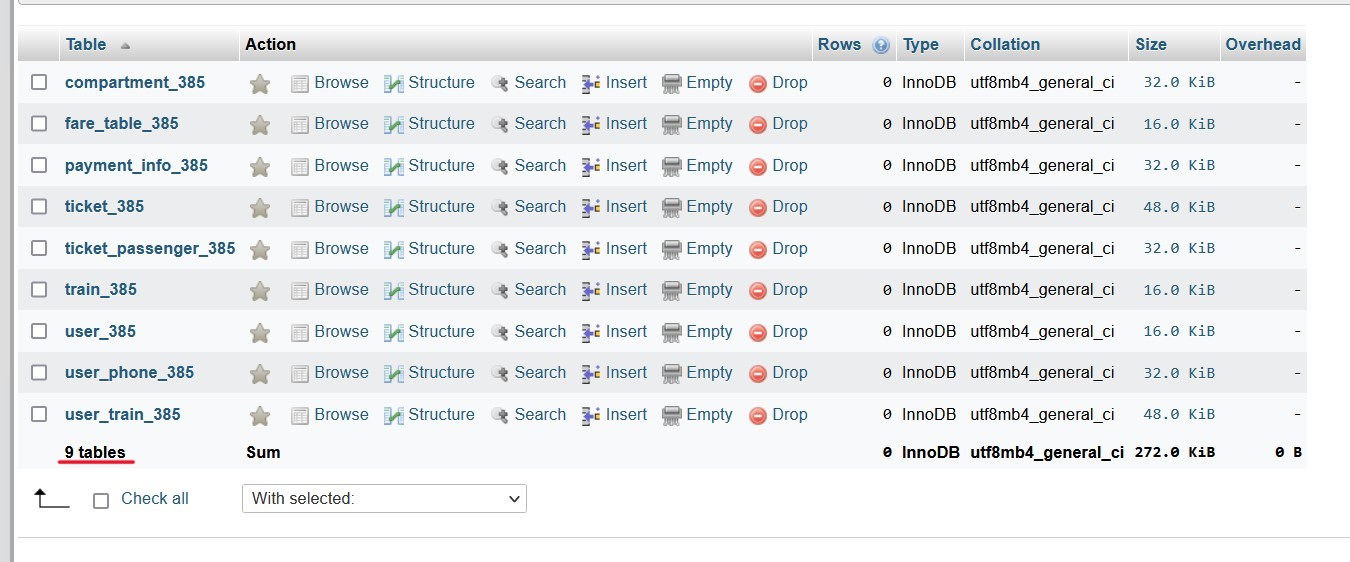 Table Action Rows Type Collation Size Overhead
compartment_385 Browse Structure Search Insert Empty Drop 0 InnoDB utf8mb4_general_ci 32.0 KiB -
fare_table_385 Browse Structure Search Insert Empty Drop 0 InnoDB utf8mb4_general_ci 16.0 KiB -
payment_info_385 Browse Structure Search Insert Empty Drop 0 InnoDB utf8mb4_general_ci 32.0 KiB -
ticket_385 Browse Structure Search Insert Empty Drop 0 InnoDB utf8mb4_general_ci 48.0 KiB -
ticket_passenger_385 Browse Structure Search Insert Empty Drop 0 InnoDB utf8mb4_general_ci 32.0 KiB -
train_385 Browse Structure Search Insert Empty Drop 0 InnoDB utf8mb4_general_ci 16.0 KiB -
user_385 Browse Structure Search Insert Empty Drop 0 InnoDB utf8mb4_general_ci 16.0 KiB -
user_phone_385 Browse Structure Search Insert Empty Drop 0 InnoDB utf8mb4_general_ci 32.0 KiB -
user_train_385 Browse Structure Search Insert Empty Drop 0 InnoDB utf8mb4_general_ci 48.0 KiB -
9 tables Sum 0 InnoDB utf8mb4_general_ci 272.0 KiB 0 B
Check all With selected: